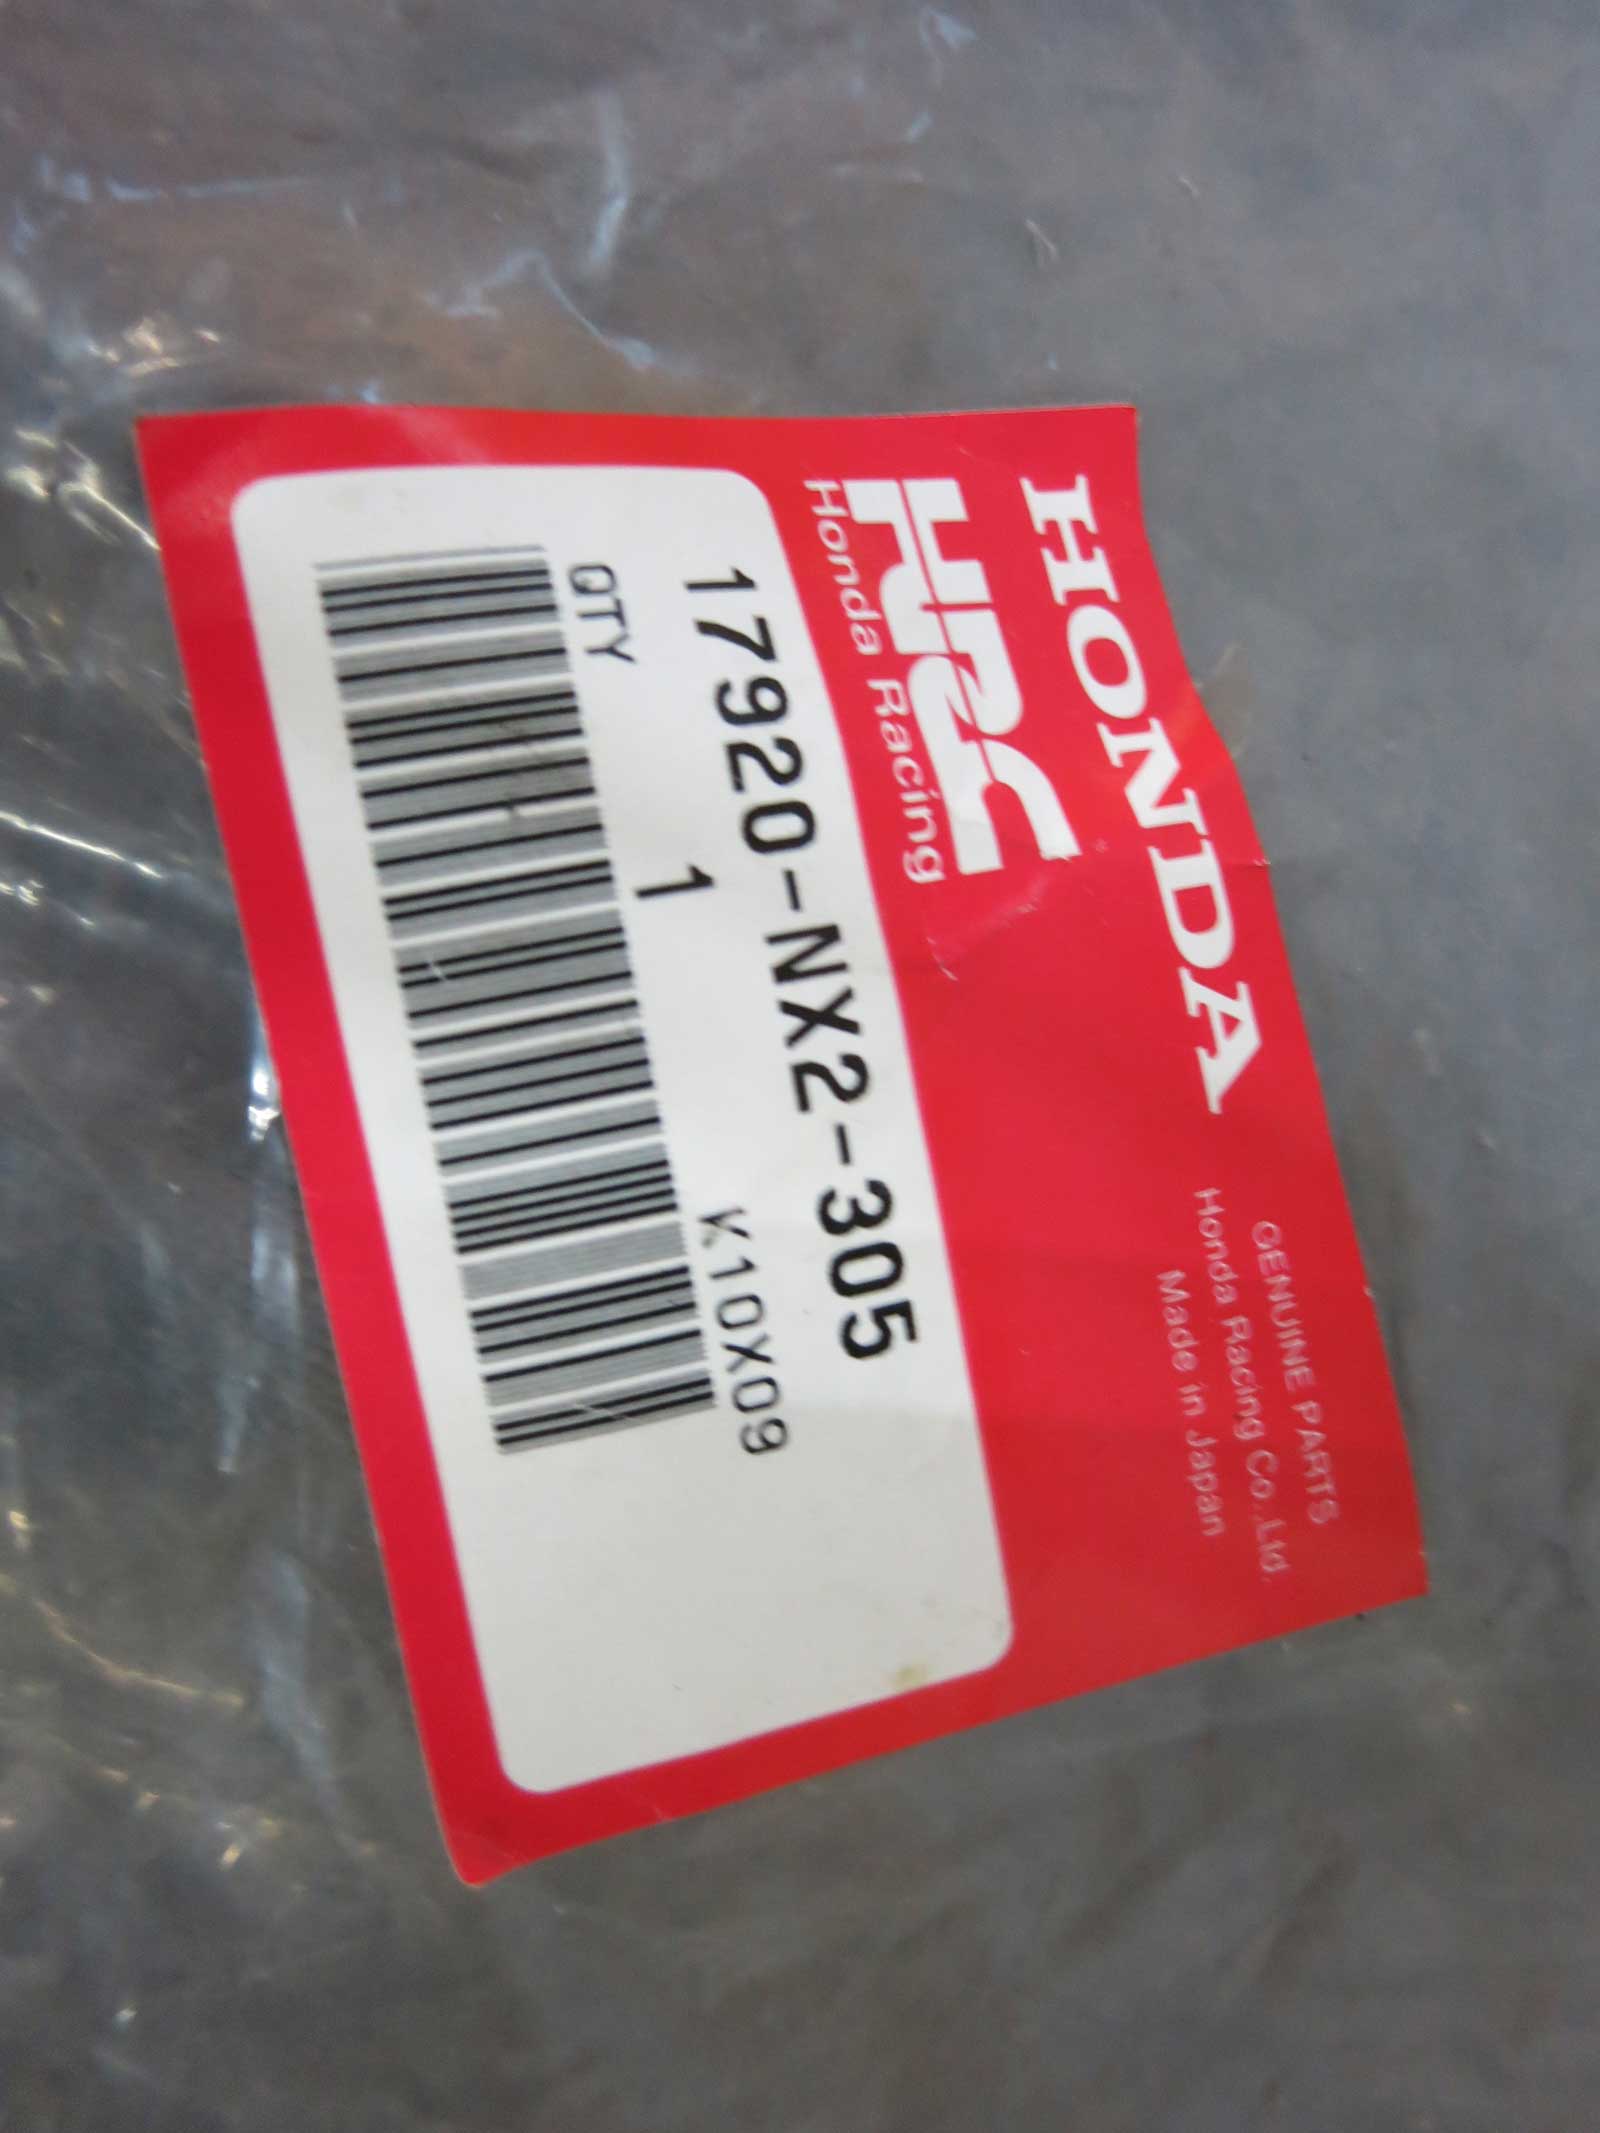 HONDA
HRC
Honda Racing
GENUINE PARTS
Honda Racing Co.,Ltd.
Made in Japan
17920-NX2-305
QTY
1
K10X09